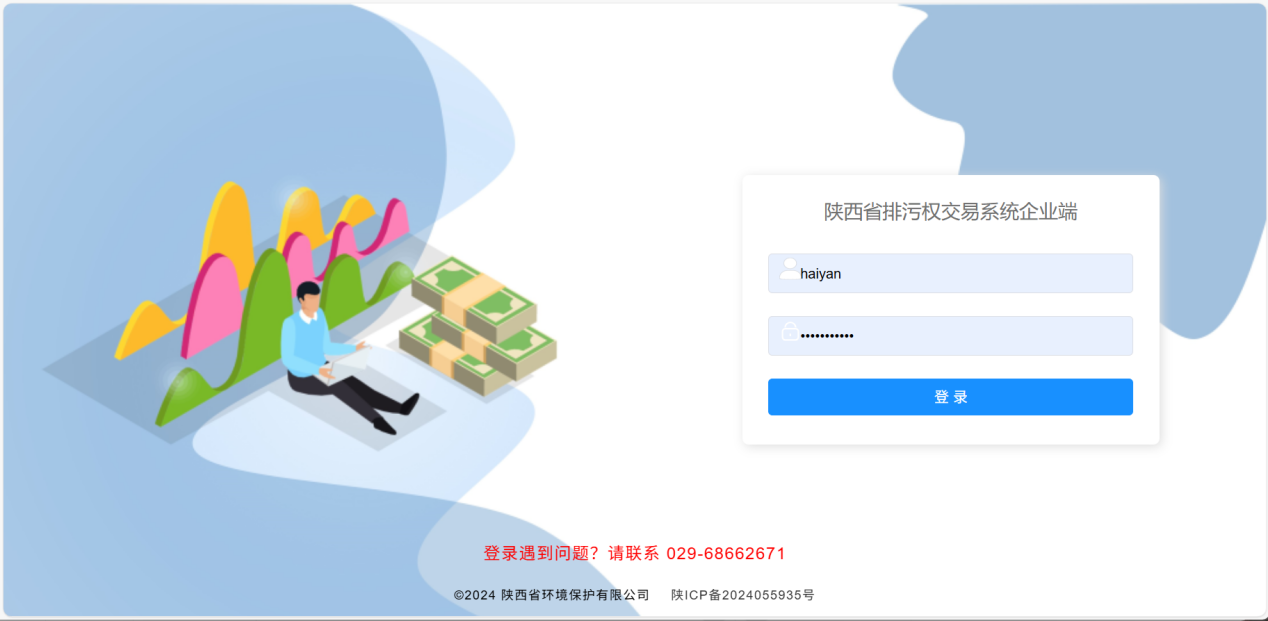 陕西省排污权交易系统企业端
haiyan
•••••••••••
登 录
登录遇到问题？请联系 029-68662671
©2024 陕西省环境保护有限公司 陕ICP备2024055935号